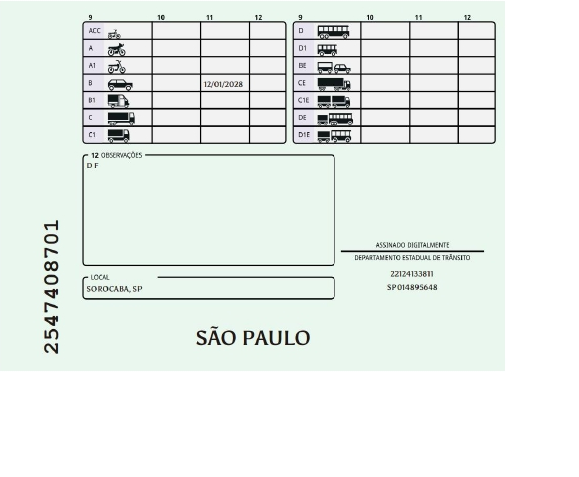 9 10 11 12 9 10 11 12
ACC D
A D1
A1 BE
B 12/01/2028 CE
B1 C1E
C DE
C1 D1E
12 OBSERVAÇÕES
D F
ASSINADO DIGITALMENTE
DEPARTAMENTO ESTADUAL DE TRÂNSITO
22124133811
SP014895648
LOCAL
SOROCABA, SP
2547408701
SÃO PAULO